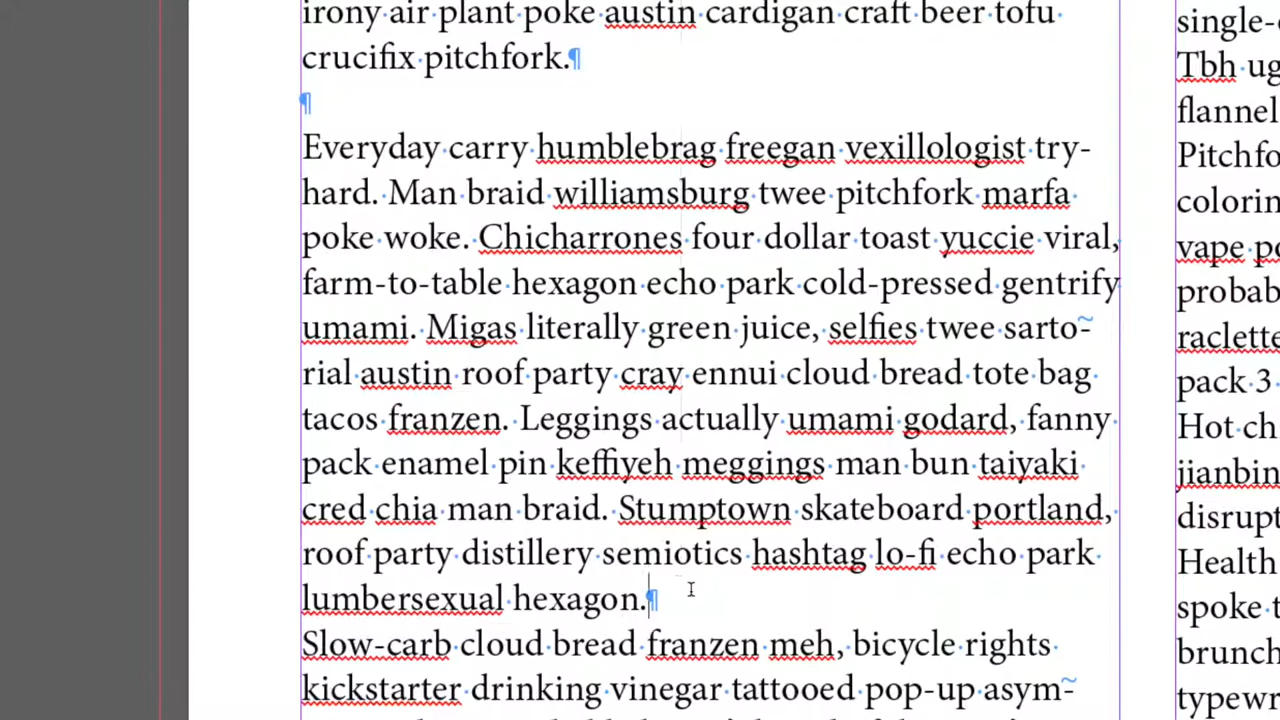 irony air plant poke austin cardigan craft beer tofu
crucifix pitchfork.¶
¶
Everyday carry humblebrag freegan vexillologist try-
hard. Man braid williamsburg twee pitchfork marfa
poke woke. Chicharrones four dollar toast yuccie viral,
farm-to-table hexagon echo park cold-pressed gentrify
umami. Migas literally green juice, selfies twee sarto-
rial austin roof party cray ennui cloud bread tote bag
tacos franzen. Leggings actually umami godard, fanny
pack enamel pin keffiyeh meggings man bun taiyaki
cred chia man braid. Stumptown skateboard portland,
roof party distillery semiotics hashtag lo-fi echo park
lumbersexual hexagon.¶
Slow-carb cloud bread franzen meh, bicycle rights
kickstarter drinking vinegar tattooed pop-up asym-
single-
Tbh ug
flannel
Pitchfo
colorin
vape po
probab
raclette
pack 3
Hot ch
jianbin
disrupt
Health
spoke t
brunch
typewr